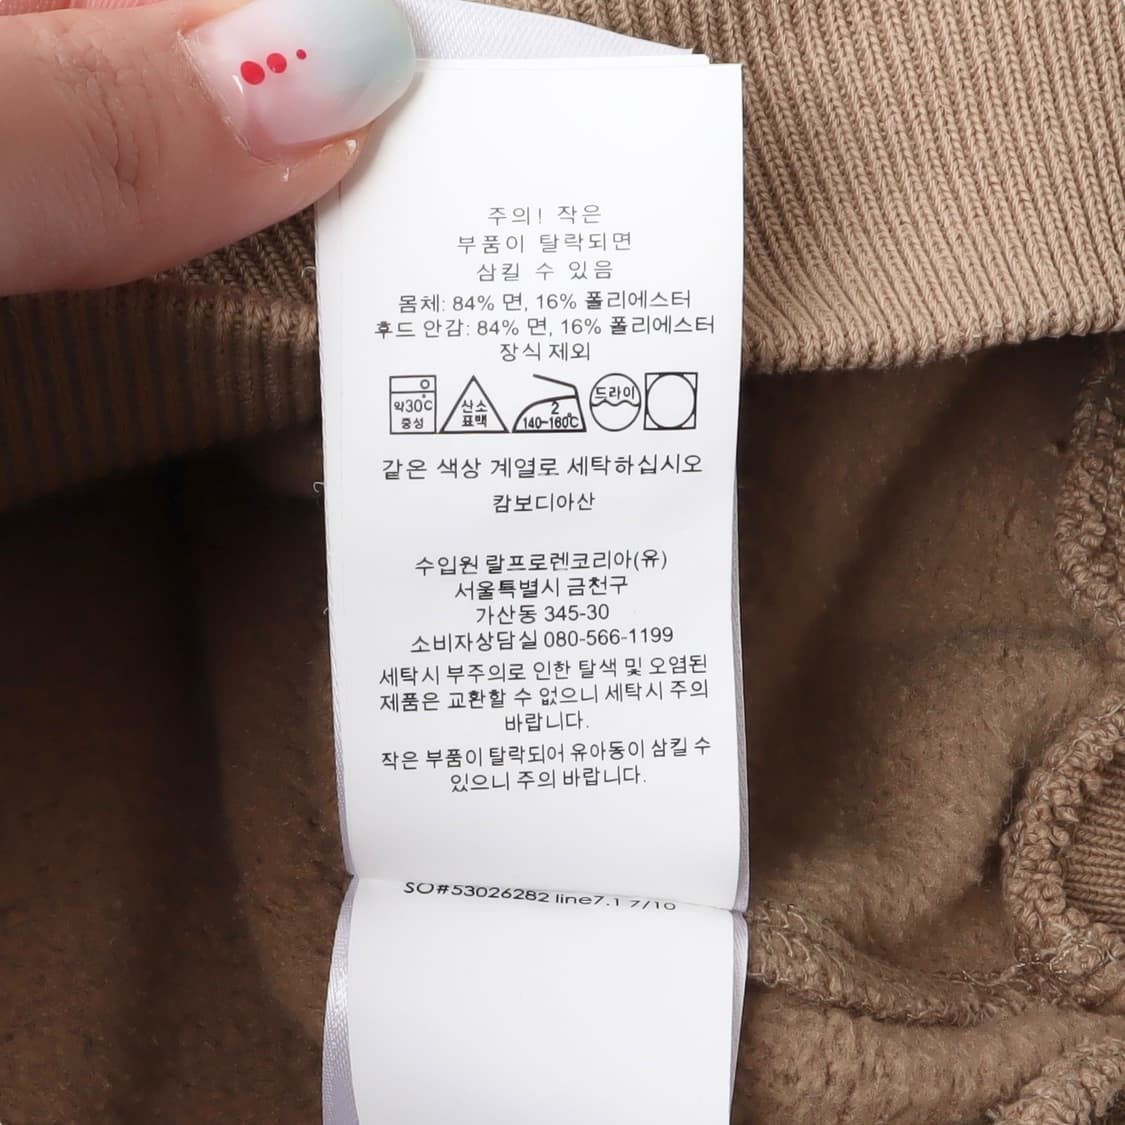 주의! 작은
부품이 탈락되면
삼킬 수 있음
몸체: 84% 면, 16% 폴리에스터
후드 안감: 84% 면, 16% 폴리에스터
장식 제외
약30℃
중성
산소
표백
2
140~160℃
드라이
같은 색상 계열로 세탁하십시오
캄보디아산
수입원 랄프로렌코리아(유)
서울특별시 금천구
가산동 345-30
소비자상담실 080-566-1199
세탁시 부주의로 인한 탈색 및 오염된
제품은 교환할 수 없으니 세탁시 주의
바랍니다.
작은 부품이 탈락되어 유아동이 삼킬 수
있으니 주의 바랍니다.
SO#53026282 line7.1 7/10